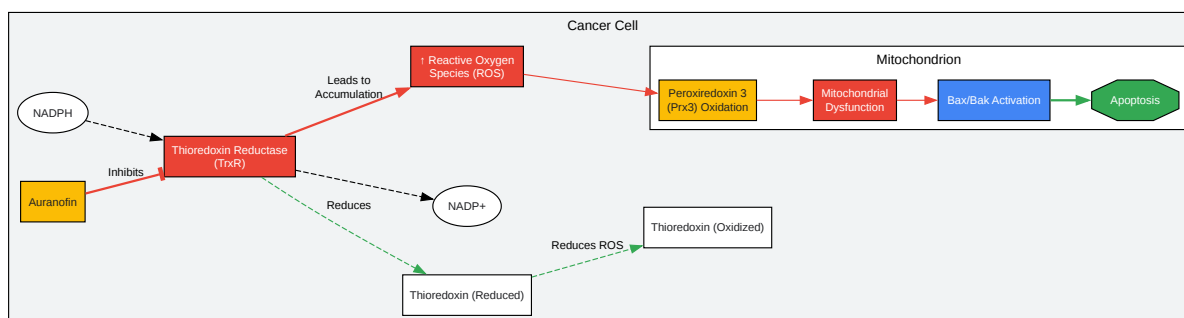 Cancer Cell
↑ Reactive Oxygen
Species (ROS)
Mitochondrion
Leads to
Accumulation
Peroxiredoxin 3
(Prx3) Oxidation
Mitochondrial
Dysfunction
Bax/Bak Activation
Apoptosis
NADPH
Thioredoxin Reductase
(TrxR)
Inhibits
Auranofin
NADP+
Reduces
Thioredoxin (Oxidized)
Reduces ROS
Thioredoxin (Reduced)